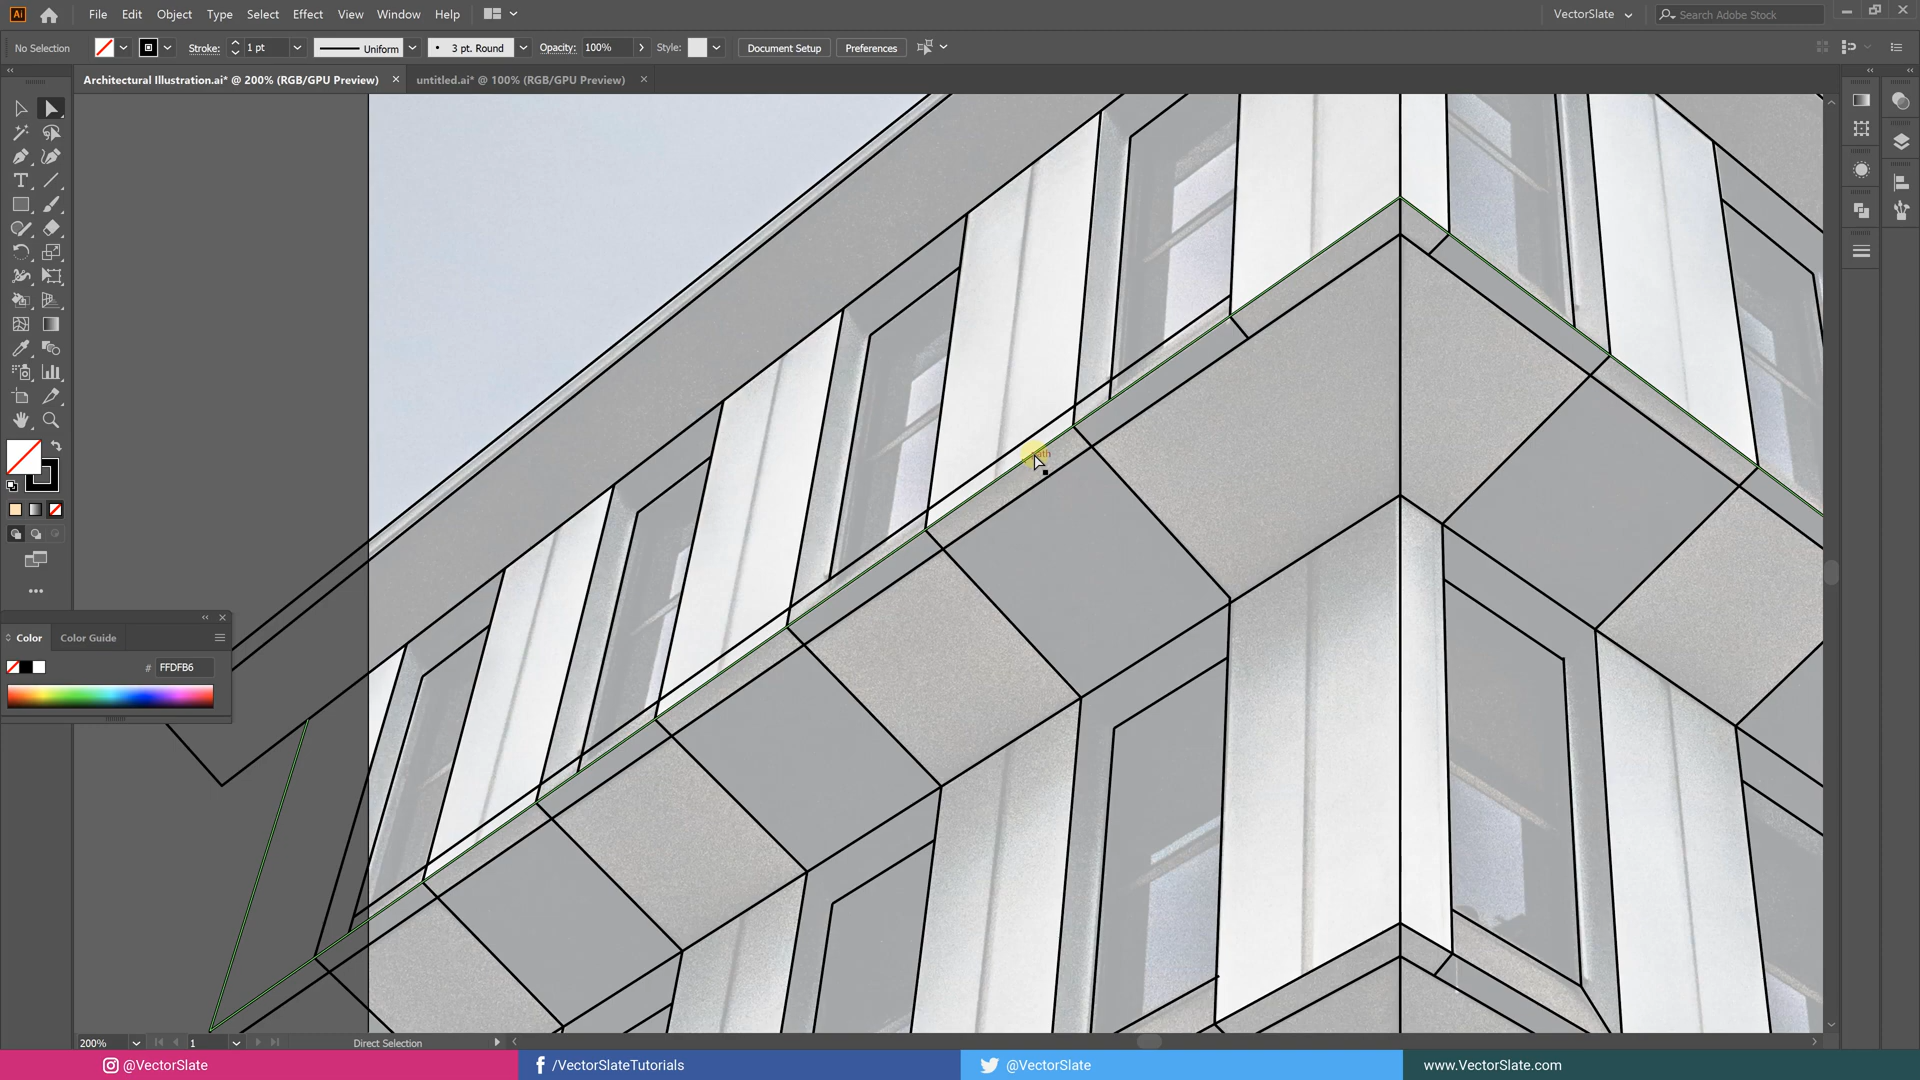 Ai File Edit Object Type Select Effect View Window Help VectorSlate Search Adobe Stock
No Selection Stroke: 1 pt Uniform 3 pt. Round Opacity: 100% Style: Document Setup Preferences
Architectural Illustration.ai* @ 200% (RGB/GPU Preview) × untitled.ai* @ 100% (RGB/GPU Preview) ×
Color Color Guide
# FFDFB6
200% 1 Direct Selection
@VectorSlate /VectorSlateTutorials @VectorSlate www.VectorSlate.com